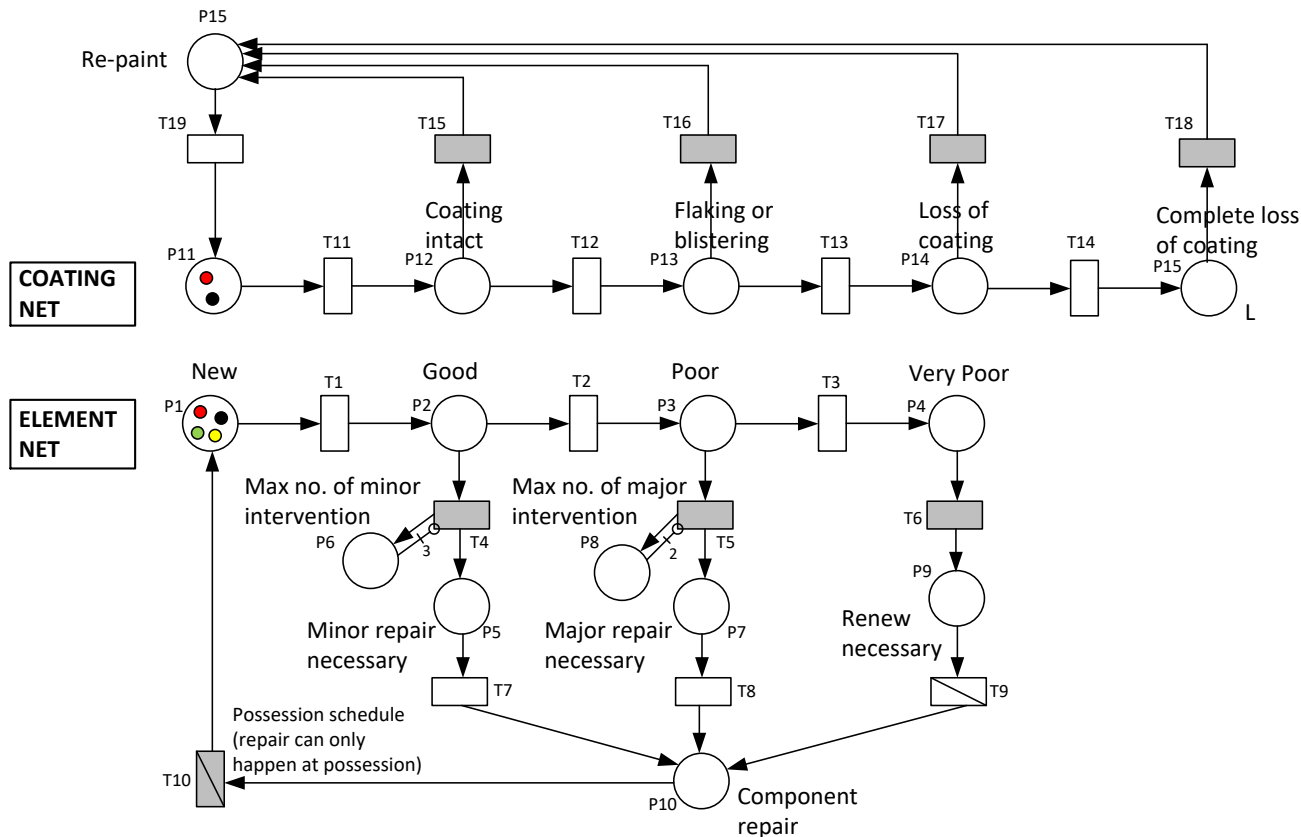 P15
Re-paint
T19
T15
T16
T17
T18
Coating
intact
Flaking or
blistering
Loss of
coating
Complete loss
of coating
P11
T11
P12
T12
P13
T13
P14
T14
P15
COATING
NET
L
New
Good
Poor
Very Poor
ELEMENT
NET
P1
T1
P2
T2
P3
T3
P4
Max no. of minor
intervention
Max no. of major
intervention
P6
3
T4
P8
2
T5
T6
P9
P5
P7
Minor repair
necessary
Major repair
necessary
Renew
necessary
T7
T8
T9
Possession schedule
(repair can only
happen at possession)
T10
P10
Component
repair